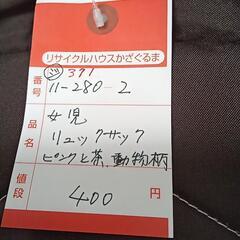 リサイクルハウスかざぐるま
371
番号 11-280-2
品名 女児
リュックサック
ピンクと茶、動物柄
値段 400 円